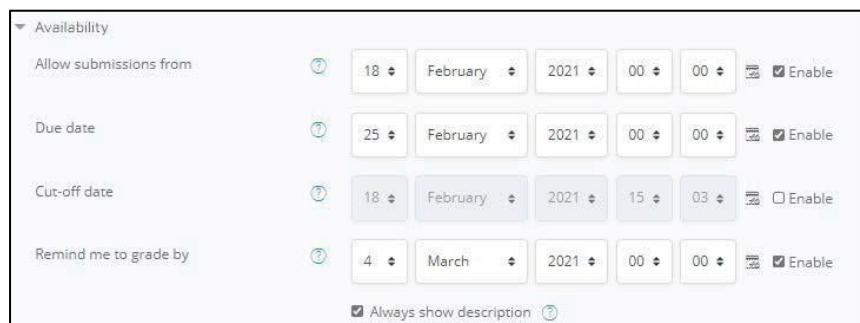 Availability
Allow submissions from ? 18 February 2021 00 00 Enable
Due date ? 25 February 2021 00 00 Enable
Cut-off date ? 18 February 2021 15 03 Enable
Remind me to grade by ? 4 March 2021 00 00 Enable
Always show description ?